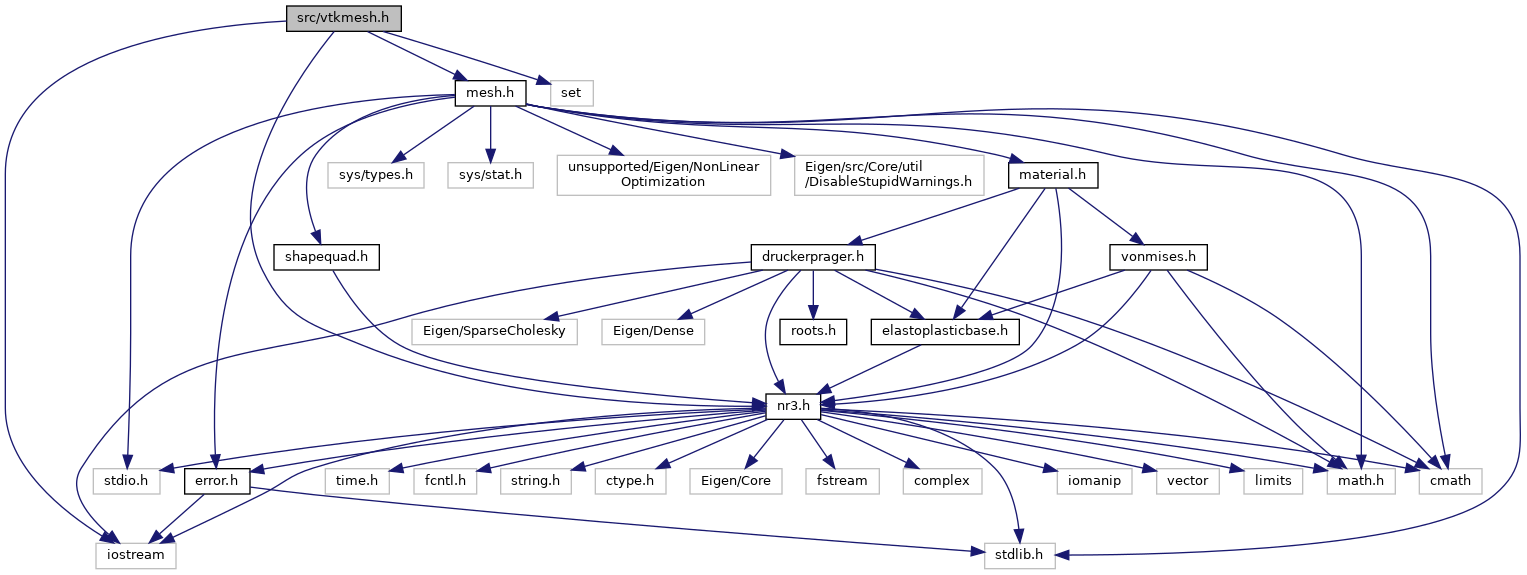 src/vtkmesh.h
mesh.h
set
sys/types.h
sys/stat.h
unsupported/Eigen/NonLinear
Optimization
Eigen/src/Core/util
/DisableStupidWarnings.h
material.h
shapequad.h
druckerprager.h
vonmises.h
Eigen/SparseCholesky
Eigen/Dense
roots.h
elastoplasticbase.h
nr3.h
stdio.h
error.h
time.h
fcntl.h
string.h
ctype.h
Eigen/Core
fstream
complex
iomanip
vector
limits
math.h
cmath
iostream
stdlib.h